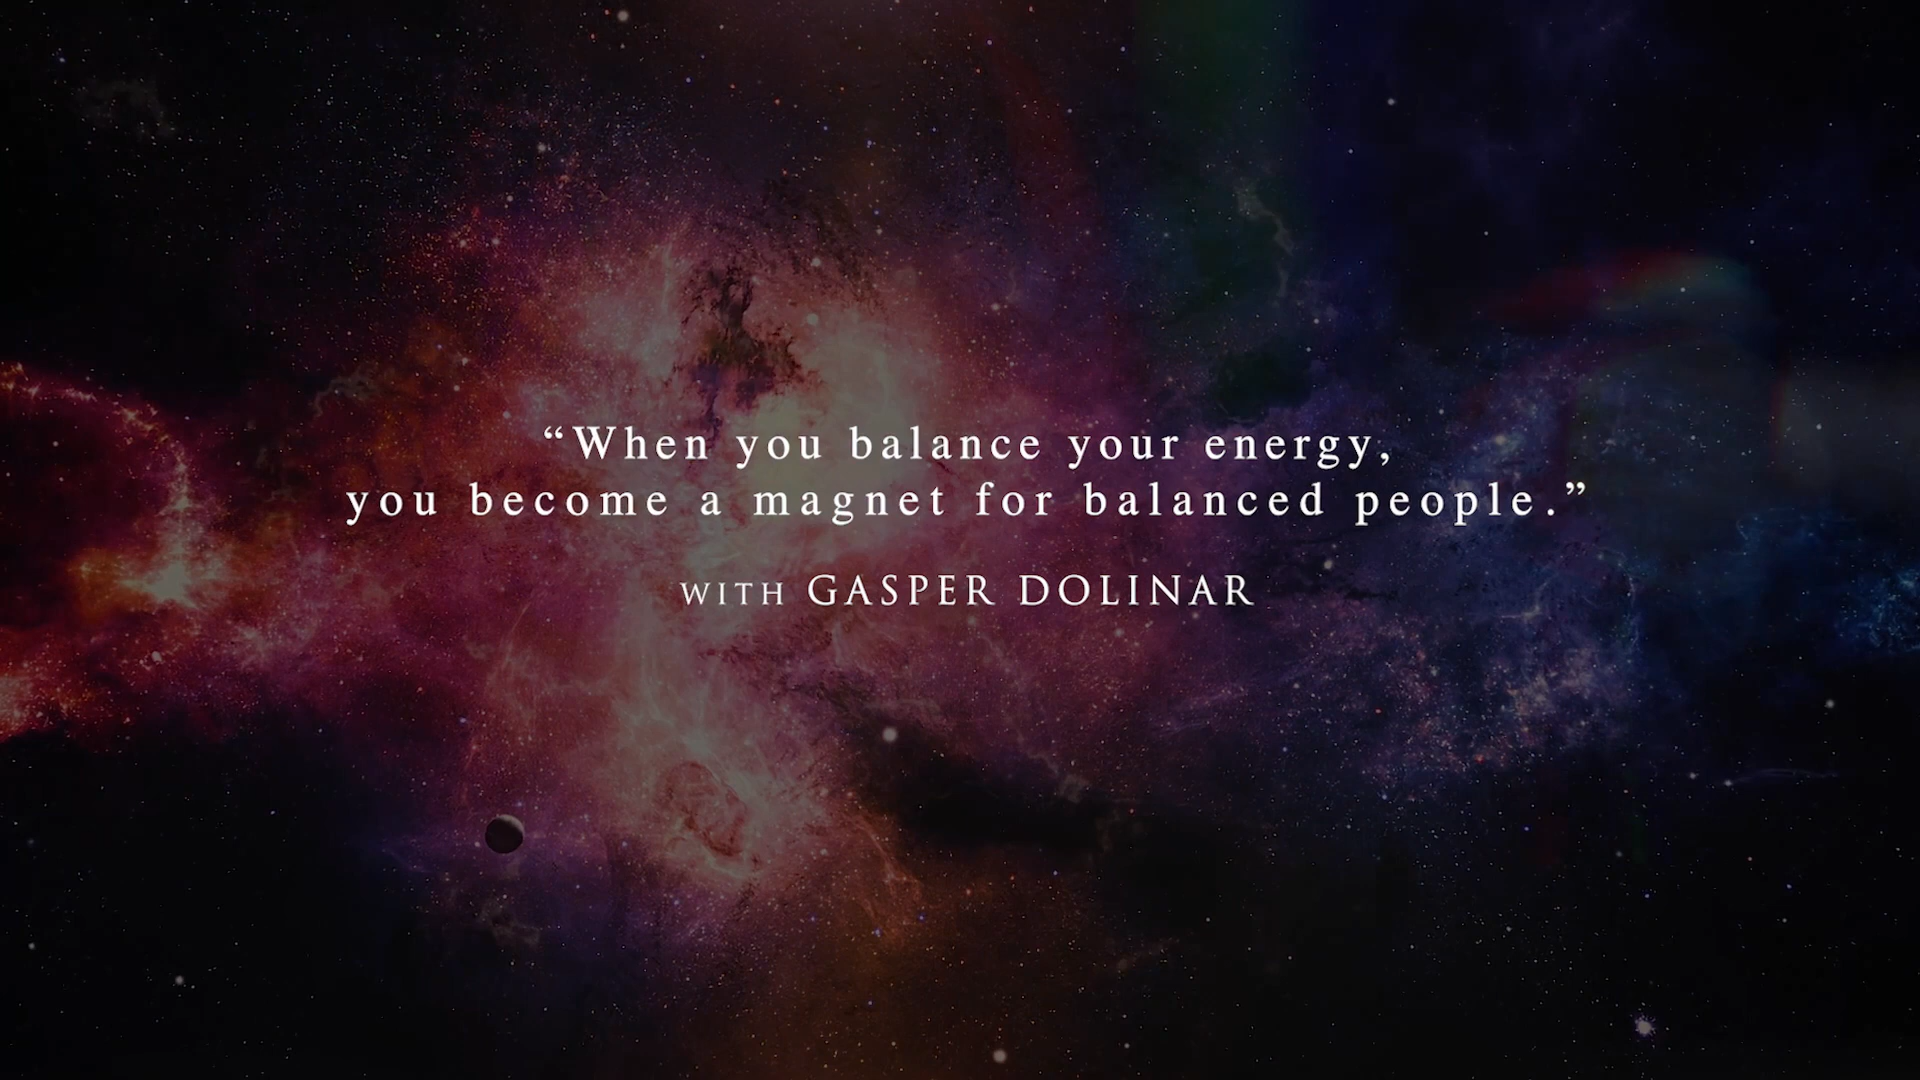 “When you balance your energy,
you become a magnet for balanced people.”
WITH GASPER DOLINAR